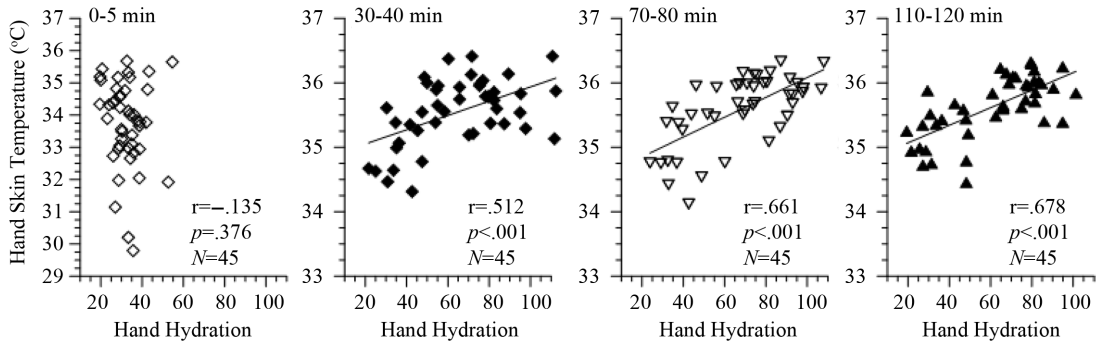 0-5 min
37
36
35
34
33
32
31
30
29
Hand Skin Temperature (°C)
r=–.135
p=.376
N=45
20 40 60 80 100
Hand Hydration
30-40 min
37
36
35
34
33
r=.512
p<.001
N=45
20 40 60 80 100
Hand Hydration
70-80 min
37
36
35
34
33
r=.661
p<.001
N=45
20 40 60 80 100
Hand Hydration
110-120 min
37
36
35
34
33
r=.678
p<.001
N=45
20 40 60 80 100
Hand Hydration